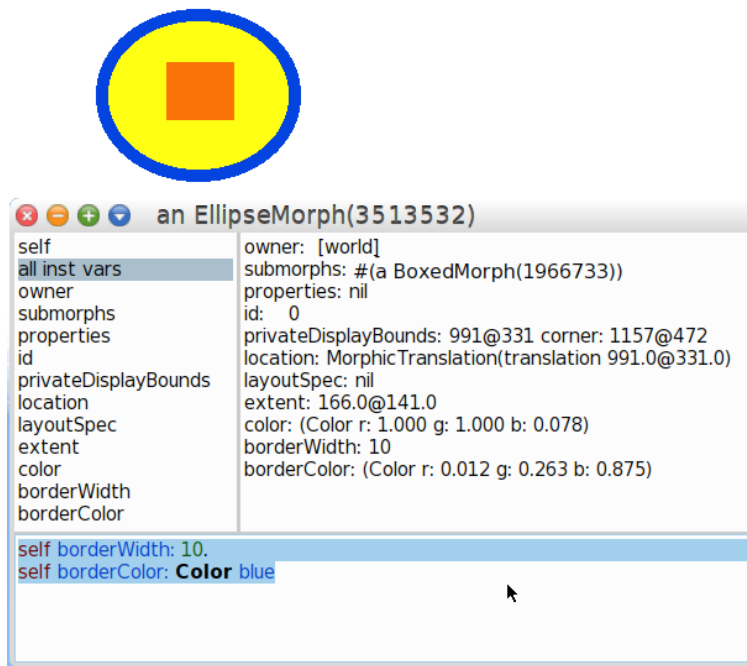 an EllipseMorph(3513532)
self
all inst vars
owner
submorphs
properties
id
privateDisplayBounds
location
layoutSpec
extent
color
borderWidth
borderColor
owner: [world]
submorphs: #(a BoxedMorph(1966733))
properties: nil
id: 0
privateDisplayBounds: 991@331 corner: 1157@472
location: MorphicTranslation(translation 991.0@331.0)
layoutSpec: nil
extent: 166.0@141.0
color: (Color r: 1.000 g: 1.000 b: 0.078)
borderWidth: 10
borderColor: (Color r: 0.012 g: 0.263 b: 0.875)
self borderWidth: 10.
self borderColor: Color blue